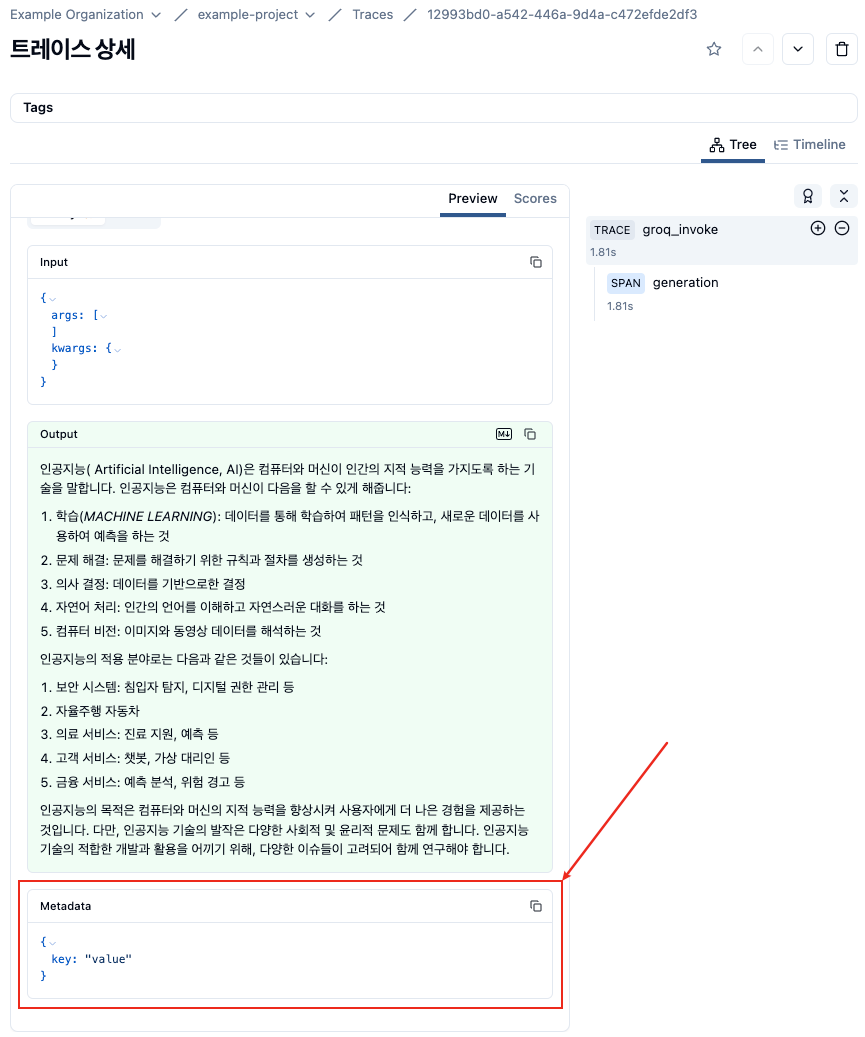 Example Organization / example-project / Traces / 12993bd0-a542-446a-9d4a-c472efde2df3
트레이스 상세
Tags
Tree Timeline
Preview Scores
Input
{
args: [
]
kwargs: {
}
}
Output
인공지능( Artificial Intelligence, AI)은 컴퓨터와 머신이 인간의 지적 능력을 가지도록 하는 기
술을 말합니다. 인공지능은 컴퓨터와 머신이 다음을 할 수 있게 해줍니다:
1. 학습(MACHINE LEARNING): 데이터를 통해 학습하여 패턴을 인식하고, 새로운 데이터를 사
용하여 예측을 하는 것
2. 문제 해결: 문제를 해결하기 위한 규칙과 절차를 생성하는 것
3. 의사 결정: 데이터를 기반으로한 결정
4. 자연어 처리: 인간의 언어를 이해하고 자연스러운 대화를 하는 것
5. 컴퓨터 비전: 이미지와 동영상 데이터를 해석하는 것
인공지능의 적용 분야로는 다음과 같은 것들이 있습니다:
1. 보안 시스템: 침입자 탐지, 디지털 권한 관리 등
2. 자율주행 자동차
3. 의료 서비스: 진료 지원, 예측 등
4. 고객 서비스: 챗봇, 가상 대리인 등
5. 금융 서비스: 예측 분석, 위험 경고 등
인공지능의 목적은 컴퓨터와 머신의 지적 능력을 향상시켜 사용자에게 더 나은 경험을 제공하는
것입니다. 다만, 인공지능 기술의 발작은 다양한 사회적 및 윤리적 문제도 함께 합니다. 인공지능
기술의 적합한 개발과 활용을 어끼기 위해, 다양한 이슈들이 고려되어 함께 연구해야 합니다.
Metadata
{
key: "value"
}
TRACE groq_invoke
1.81s
SPAN generation
1.81s